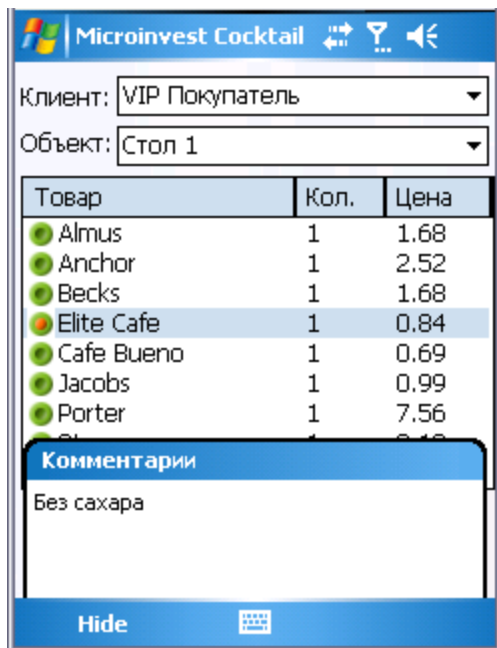 Microinvest Cocktail
Клиент: VIP Покупатель
Объект: Стол 1
Товар Кол. Цена
Almus 1 1.68
Anchor 1 2.52
Becks 1 1.68
Elite Cafe 1 0.84
Cafe Bueno 1 0.69
Jacobs 1 0.99
Porter 1 7.56
Комментарии
Без сахара
Hide